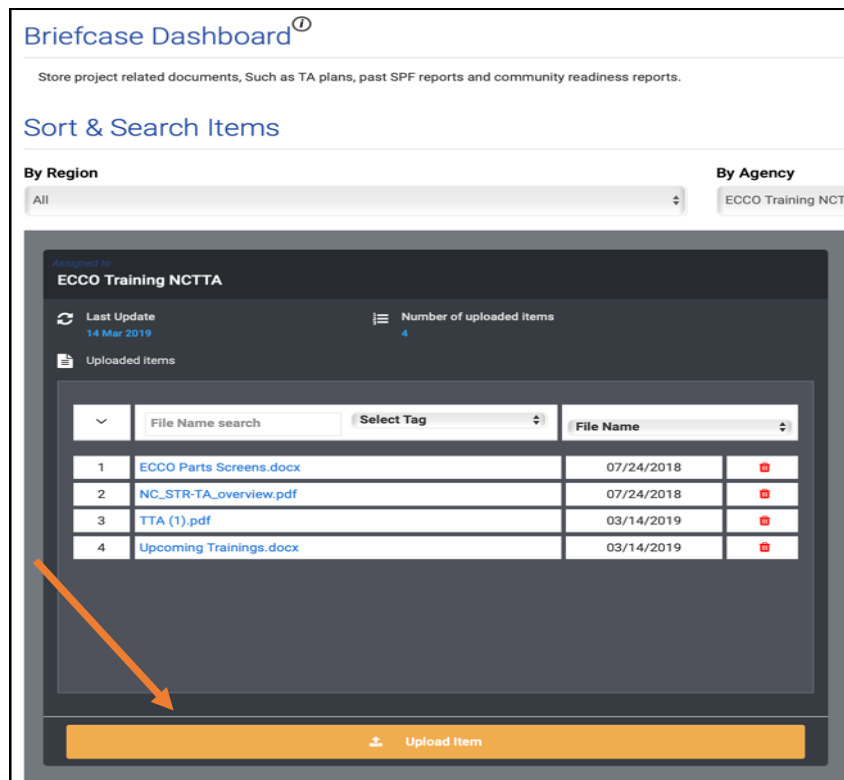 Briefcase Dashboard i
Store project related documents, Such as TA plans, past SPF reports and community readiness reports.
Sort & Search Items
By Region By Agency
All ECCO Training NCT
Assigned to
ECCO Training NCTTA
Last Update Number of uploaded items
14 Mar 2019 4
Uploaded items
File Name search Select Tag File Name
1 ECCO Parts Screens.docx 07/24/2018
2 NC_STR-TA_overview.pdf 07/24/2018
3 TTA (1).pdf 03/14/2019
4 Upcoming Trainings.docx 03/14/2019
Upload Item